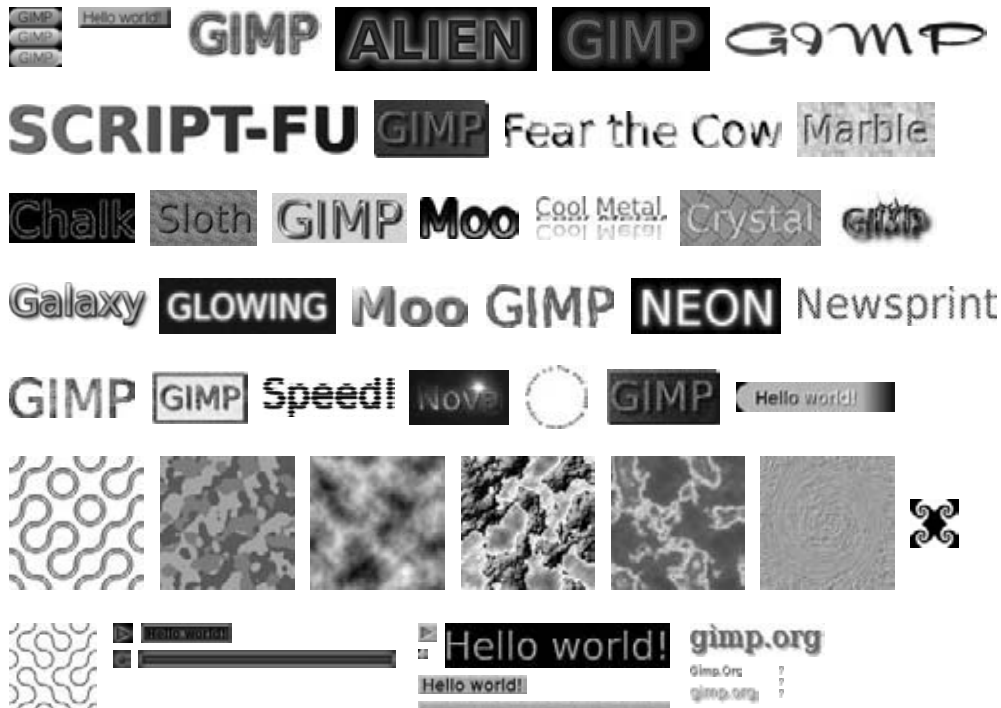 GIMP
GIMP
GIMP
Hello world!
GIMP
ALIEN
GIMP
GIMP
SCRIPT-FU
GIMP
Fear the Cow
Marble
Chalk
Sloth
GIMP
Moo
Cool Metal
Crystal
GIMP
Galaxy
GLOWING
Moo
GIMP
NEON
Newsprint
GIMP
GIMP
Speed!
Nova
GIMP
Hello world!
Hello world!
Hello world!
Hello world!
gimp.org
Gimp.Org
gimp.org
?
?
?